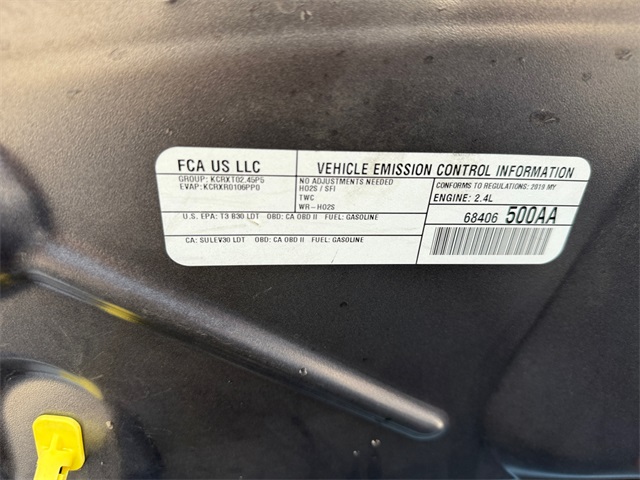 FCA US LLC
GROUP: KCRXT02.45P5
EVAP: KCRXR0106PP0
VEHICLE EMISSION CONTROL INFORMATION
NO ADJUSTMENTS NEEDED
HO2S / SFI
TWC
WR-HO2S
CONFORMS TO REGULATIONS: 2019 MY
ENGINE: 2.4L
U.S. EPA: T3 B30 LDT OBD: CA OBD II FUEL: GASOLINE
68406 500AA
CA: SULEV30 LDT OBD: CA OBD II FUEL: GASOLINE